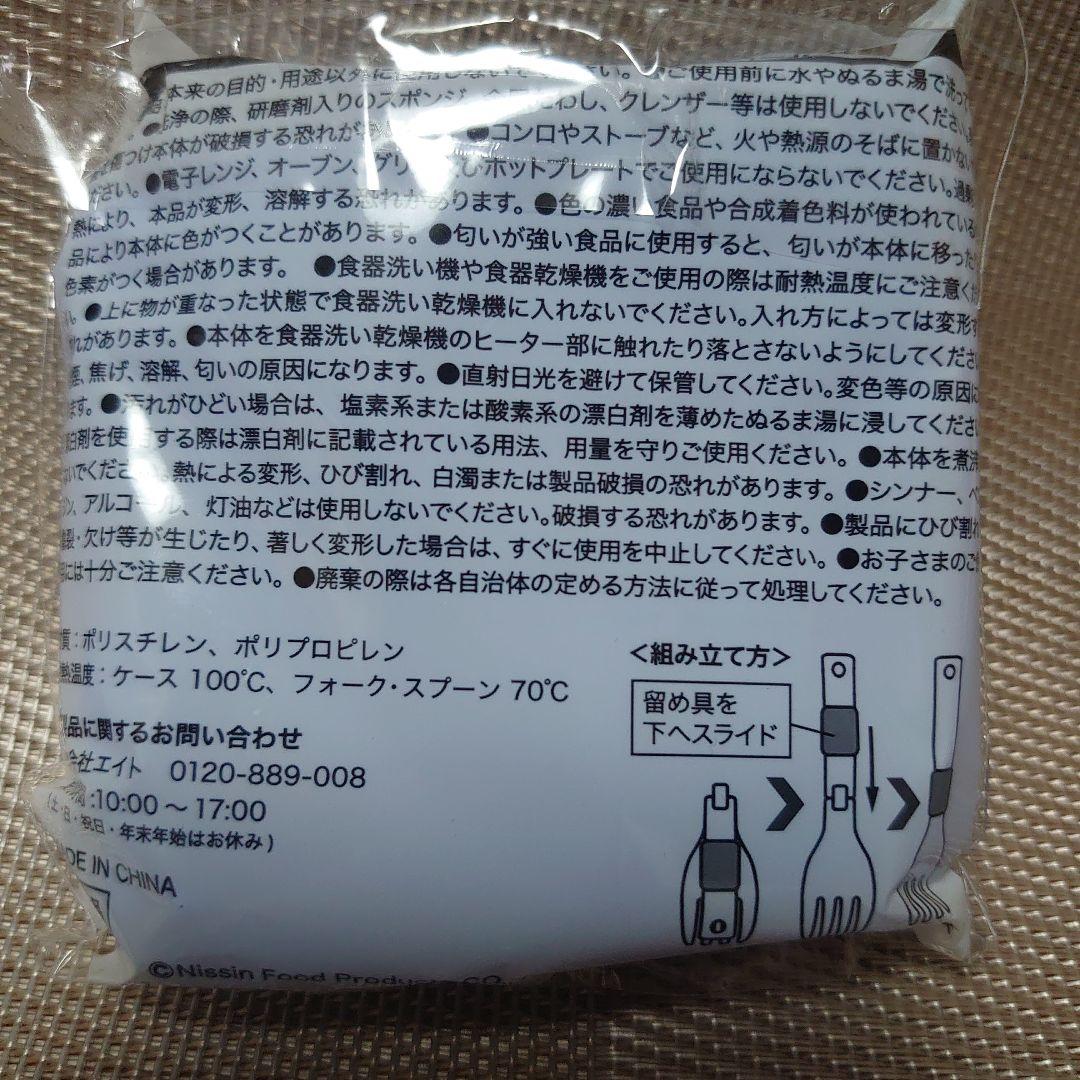 本来の目的・用途以外に使用しないで い。 ご使用前に水やぬるま湯で洗って
洗浄の際、研磨剤入りのスポンジ、 たわし、クレンザー等は使用しないでください
つけ本体が破損する恐れが ●コンロやストーブなど、火や熱源のそばに置かない
ださい。●電子レンジ、オーブン、グリ びホットプレートでご使用にならないでください。過剰
熱により、本品が変形、溶解する恐れがあります。●色の濃い食品や合成着色料が使われている
品により本体に色がつくことがあります。●匂いが強い食品に使用すると、匂いが本体に移った
色素がつく場合があります。 ●食器洗い機や食器乾燥機をご使用の際は耐熱温度にご注意くだ
い。●上に物が重なった状態で食器洗い乾燥機に入れないでください。入れ方によっては変形す
れがあります。●本体を食器洗い乾燥機のヒーター部に触れたり落とさないようにしてくださ
焦げ、溶解、匂いの原因になります。●直射日光を避けて保管してください。変色等の原因に
ます。●汚れがひどい場合は、塩素系または酸素系の漂白剤を薄めたぬるま湯に浸してくださ
白剤を使用する際は漂白剤に記載されている用法、用量を守りご使用ください。●本体を煮沸
ないでください。熱による変形、ひび割れ、白濁または製品破損の恐れがあります。●シンナー、ベ
ン、アルコール、灯油などは使用しないでください。破損する恐れがあります。●製品にひび割れ
裂・欠け等が生じたり、著しく変形した場合は、すぐに使用を中止してください。●お子さまのご
には十分ご注意ください。●廃棄の際は各自治体の定める方法に従って処理してください。
質：ポリスチレン、ポリプロピレン
熱温度：ケース 100℃、フォーク・スプーン 70℃
製品に関するお問い合わせ
会社エイト 0120-889-008
:10:00～17:00
(土・日・祝日・年末年始はお休み)
DE IN CHINA
©Nissin Food Products CO.
<組み立て方>
留め具を
下へスライド